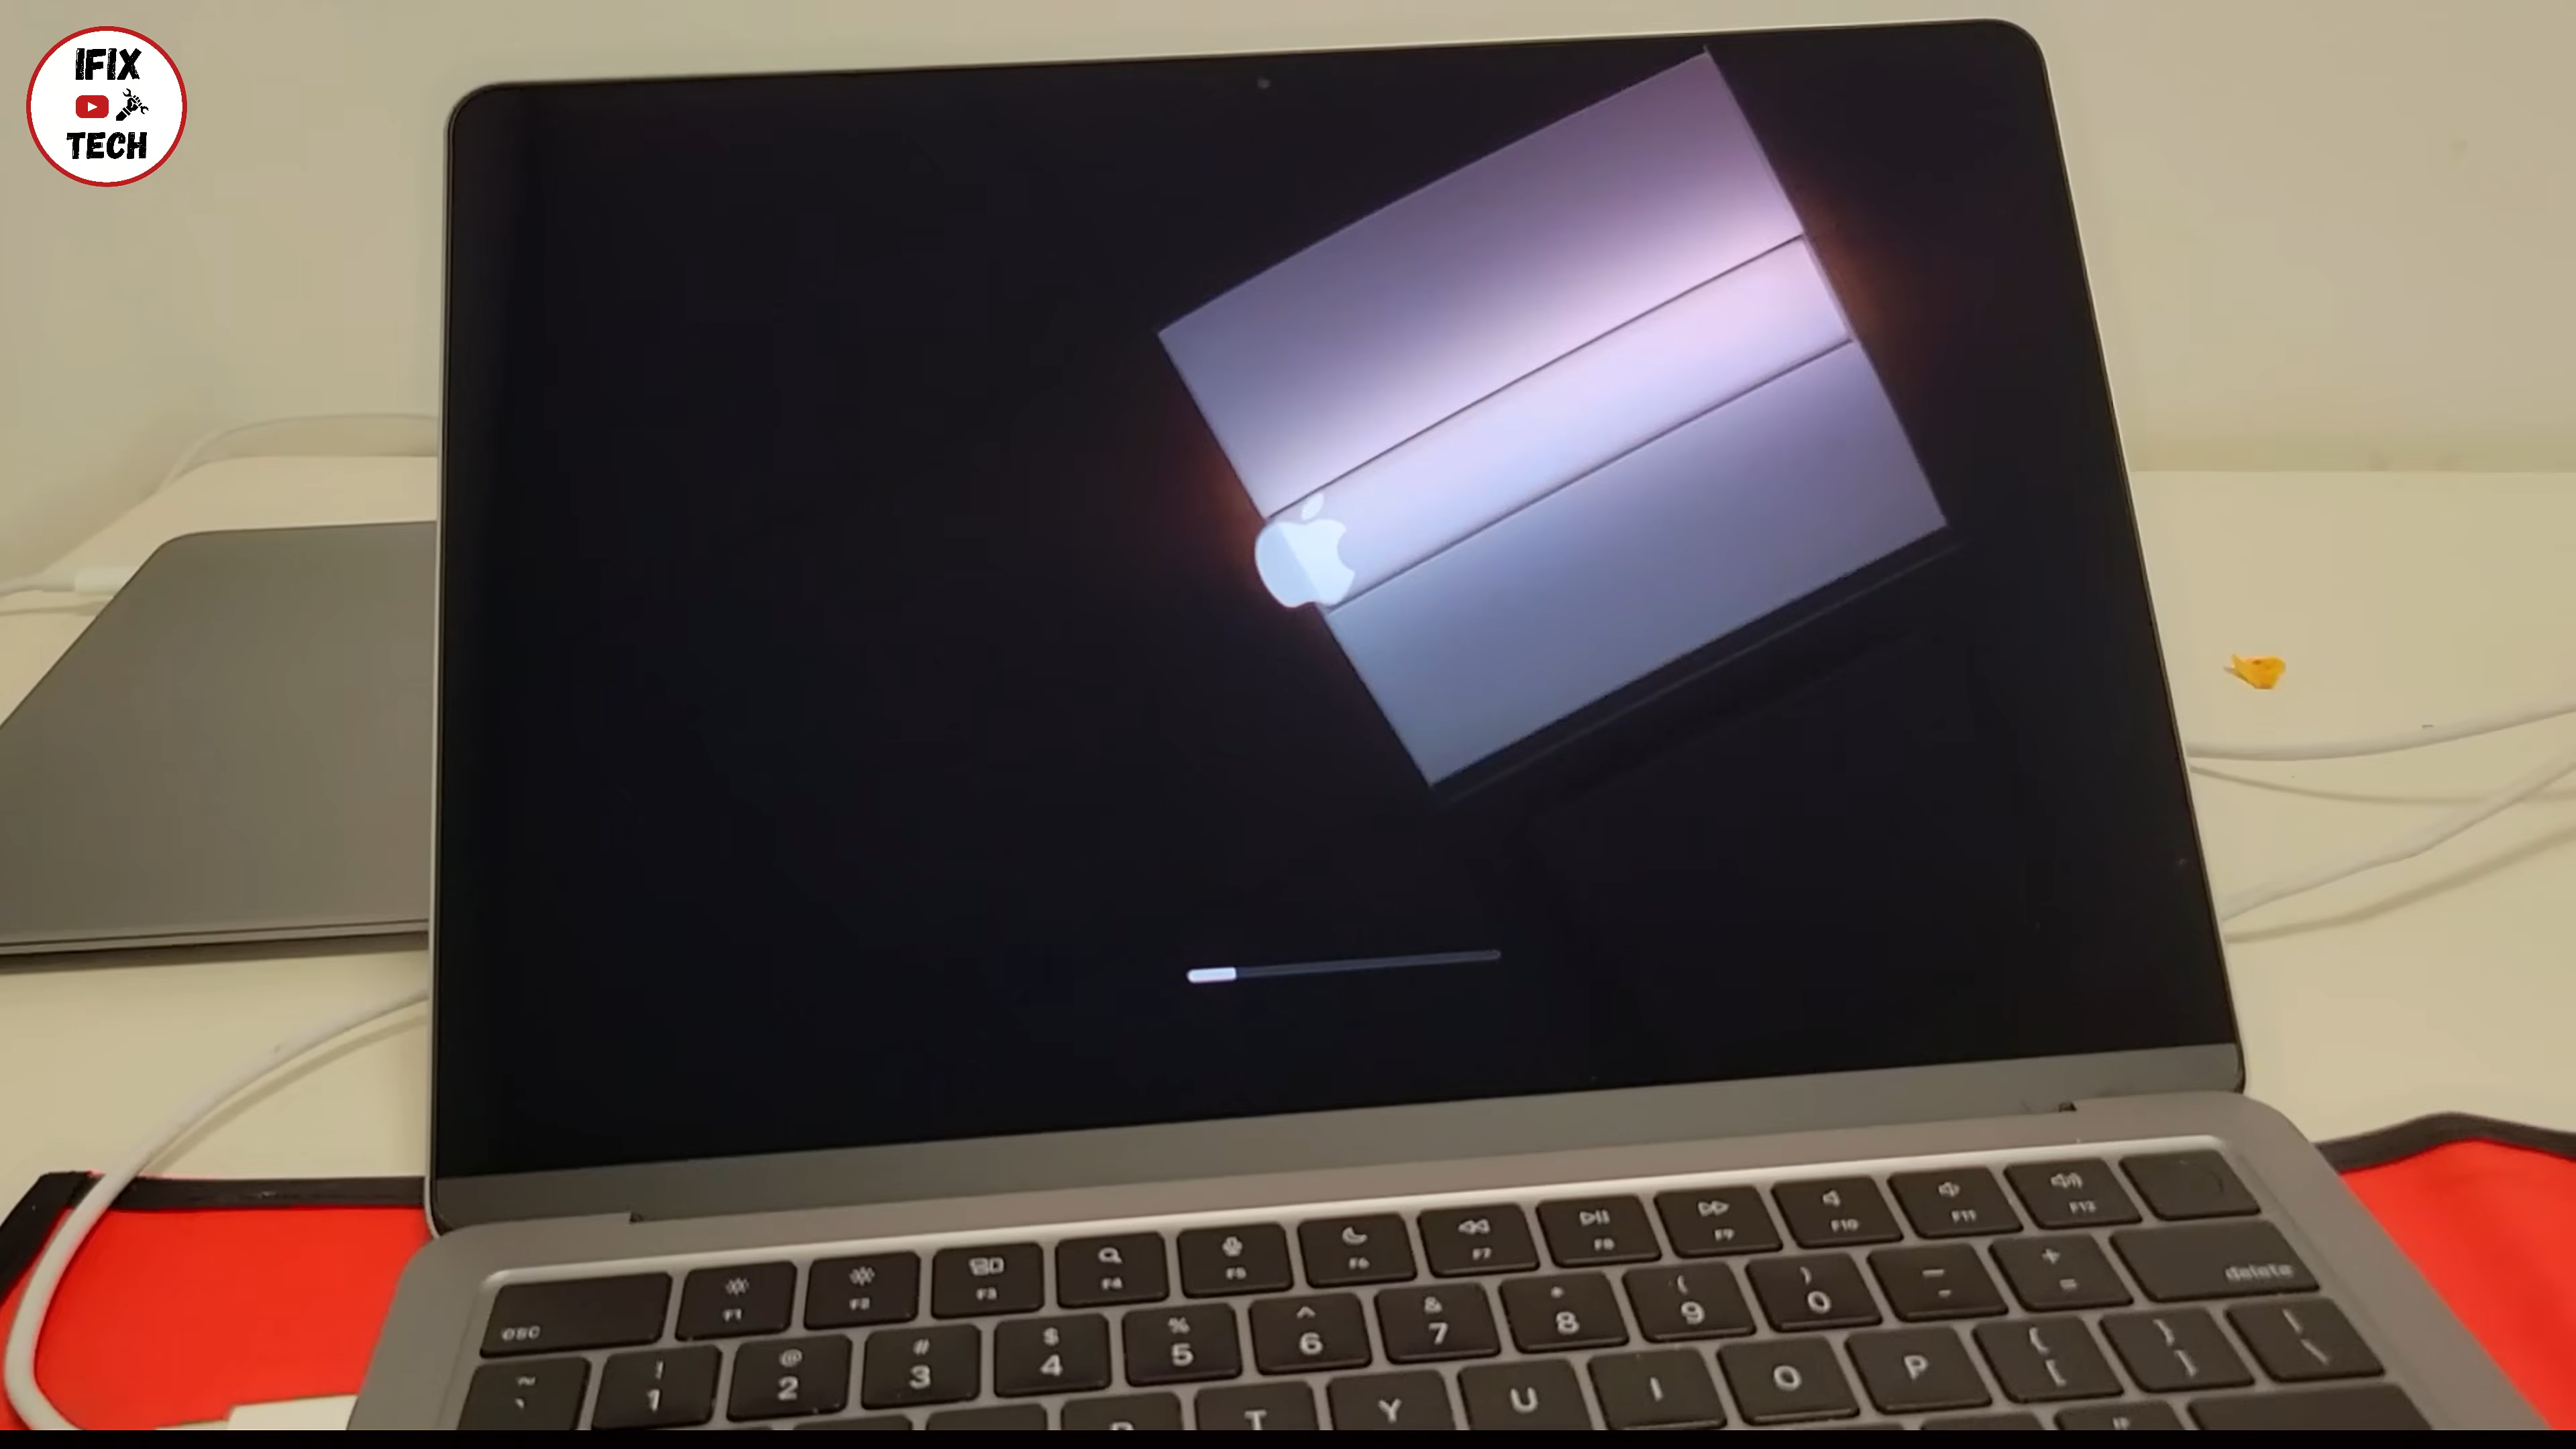 IFIX
TECH
esc
F1
F2
F3
F4
F5
F6
F7
F8
F9
F10
F11
F12
~
`
!
1
@
2
#
3
$
4
%
5
^
6
&
7
*
8
(
9
)
0
—
-
+
=
delete
T
Y
U
I
O
P
{
[
}
]
|
\